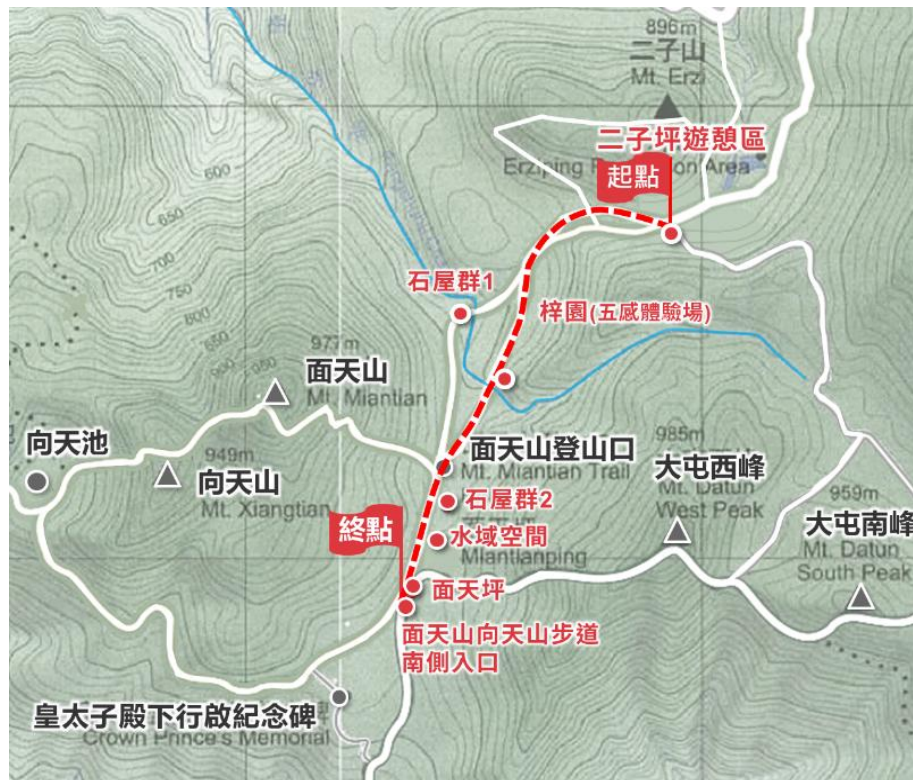 896m
二子山
Mt. Erzi
二子坪遊憩區
Erziping
on Area
起點
600
650
700
750
800
650
石屋群1
梓園(五感體驗場)
977m
900
950
面天山
Mt. Miantian
向天池
949m
向天山
Mt. Xiangtian
面天山登山口
Mt. Miantian Trail
985m
大屯西峰
Mt. Datun
West Peak
石屋群2
終點
水域空間
Miantianping
959m
大屯南峰
Mt. Datun
South Peak
面天坪
面天山向天山步道
南側入口
皇太子殿下行啟紀念碑
Crown Prince's Memorial